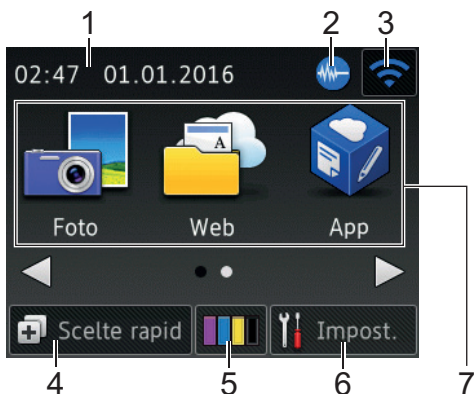 1 2 3
02:47 01.01.2016
A
Foto Web App
Scelte rapid Impost.
4 5 6 7